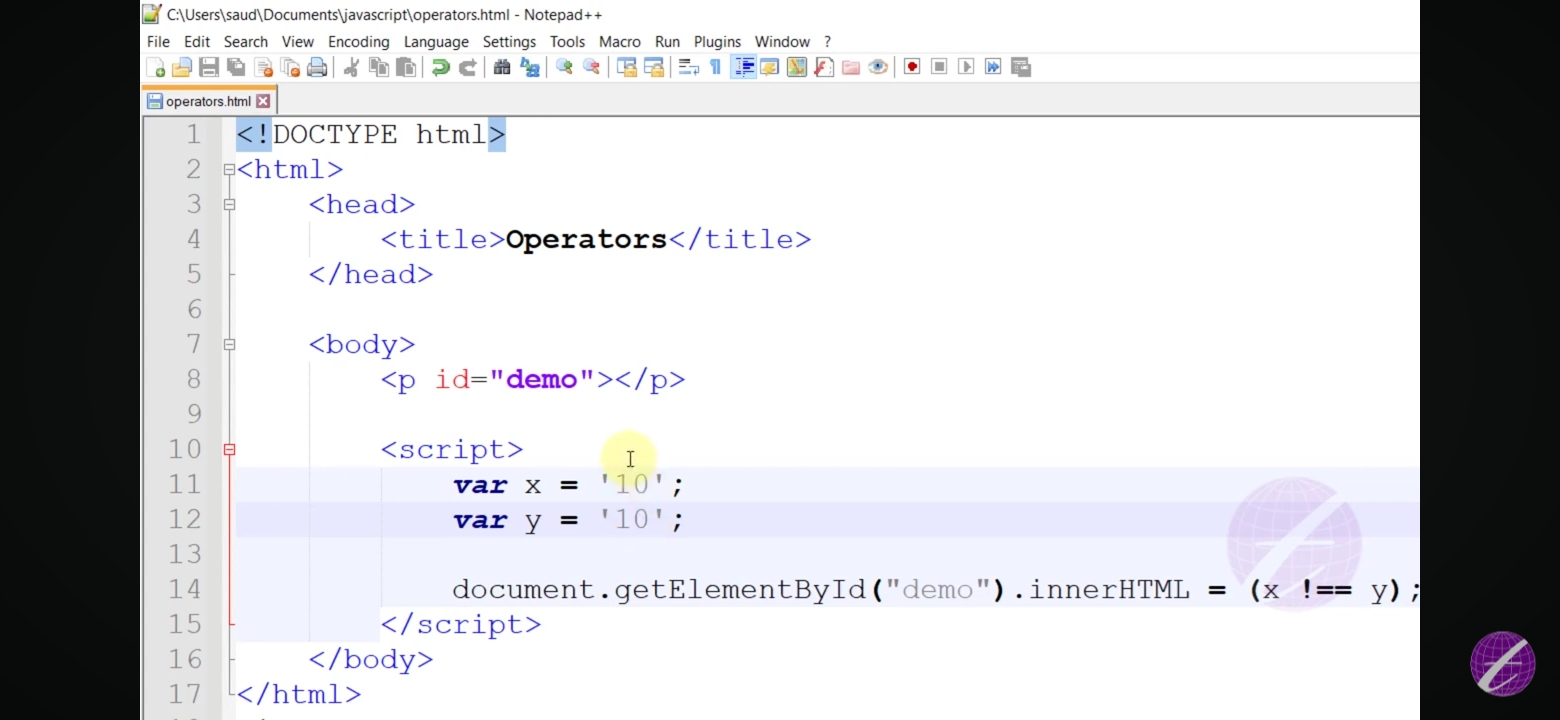 C:\Users\saud\Documents\javascript\operators.html - Notepad++
File Edit Search View Encoding Language Settings Tools Macro Run Plugins Window ?
operators.html
1 <!DOCTYPE html>
2 <html>
3 <head>
4 <title>Operators</title>
5 </head>
6
7 <body>
8 <p id="demo"></p>
9
10 <script>
11 var x = '10';
12 var y = '10';
13
14 document.getElementById("demo").innerHTML = (x !== y);
15 </script>
16 </body>
17 </html>